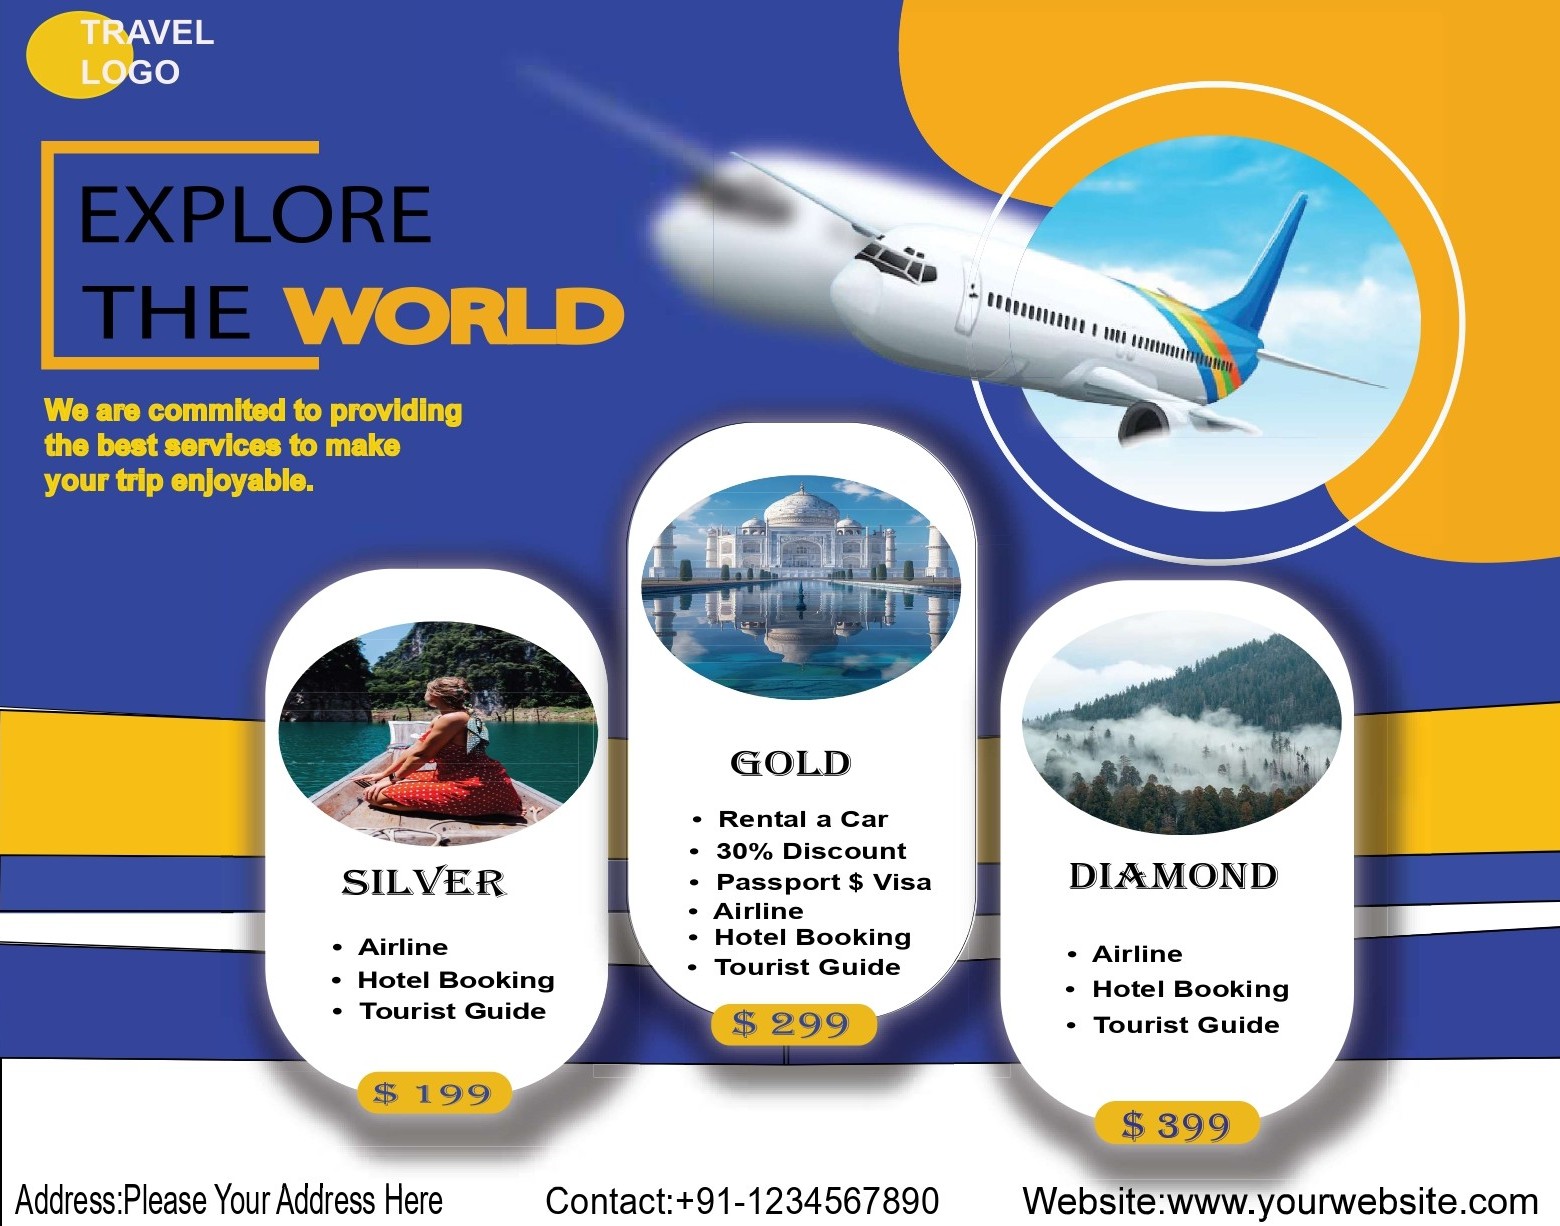 TRAVEL
LOGO
EXPLORE
THE WORLD
We are commited to providing
the best services to make
your trip enjoyable.
SILVER
• Airline
• Hotel Booking
• Tourist Guide
$ 199
GOLD
• Rental a Car
• 30% Discount
• Passport $ Visa
• Airline
• Hotel Booking
• Tourist Guide
$ 299
DIAMOND
• Airline
• Hotel Booking
• Tourist Guide
$ 399
Address:Please Your Address Here
Contact:+91-1234567890
Website:www.yourwebsite.com